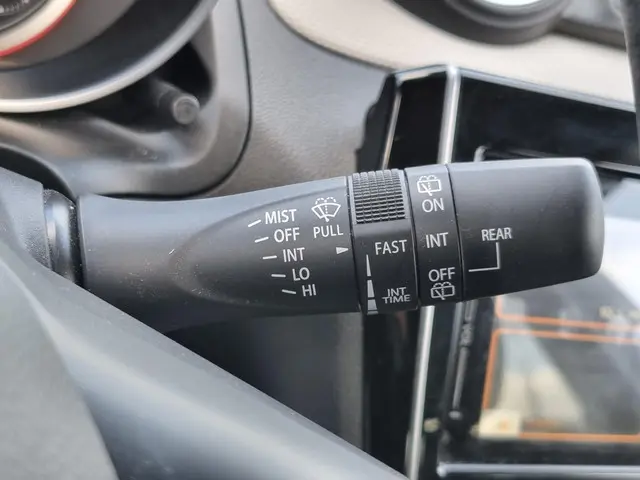 MIST
OFF
INT
LO
HI
PULL
FAST
INT
TIME
ON
INT
OFF
REAR